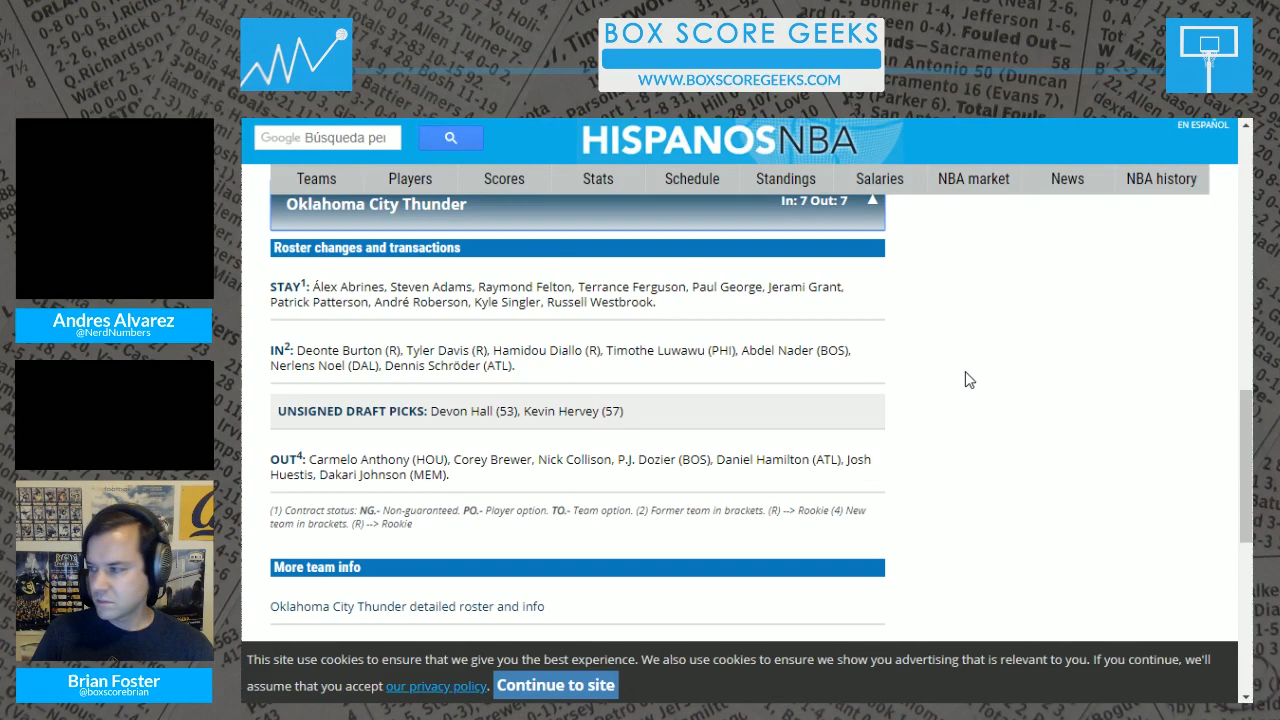 BOX SCORE GEEKS
WWW.BOXSCOREGEEKS.COM
Google Búsqueda per
HISPANOSNBA
EN ESPAÑOL
Teams Players Scores Stats Schedule Standings Salaries NBA market News NBA history
Oklahoma City Thunder In: 7 Out: 7
Roster changes and transactions
STAY1: Álex Abrines, Steven Adams, Raymond Felton, Terrance Ferguson, Paul George, Jerami Grant,
Patrick Patterson, André Roberson, Kyle Singler, Russell Westbrook.
IN2: Deonte Burton (R), Tyler Davis (R), Hamidou Diallo (R), Timothe Luwawu (PHI), Abdel Nader (BOS),
Nerlens Noel (DAL), Dennis Schröder (ATL).
UNSIGNED DRAFT PICKS: Devon Hall (53), Kevin Hervey (57)
OUT4: Carmelo Anthony (HOU), Corey Brewer, Nick Collison, P.J. Dozier (BOS), Daniel Hamilton (ATL), Josh
Huestis, Dakari Johnson (MEM).
(1) Contract status: NG.- Non-guaranteed. PO.- Player option. TO.- Team option. (2) Former team in brackets. (R) --> Rookie (4) New
team in brackets. (R) --> Rookie
More team info
Oklahoma City Thunder detailed roster and info
This site use cookies to ensure that we give you the best experience. We also use cookies to ensure we show you advertising that is relevant to you. If you continue, we'll
assume that you accept our privacy policy. Continue to site
Andres Alvarez
@NerdNumbers
Brian Foster
@boxscorebrian